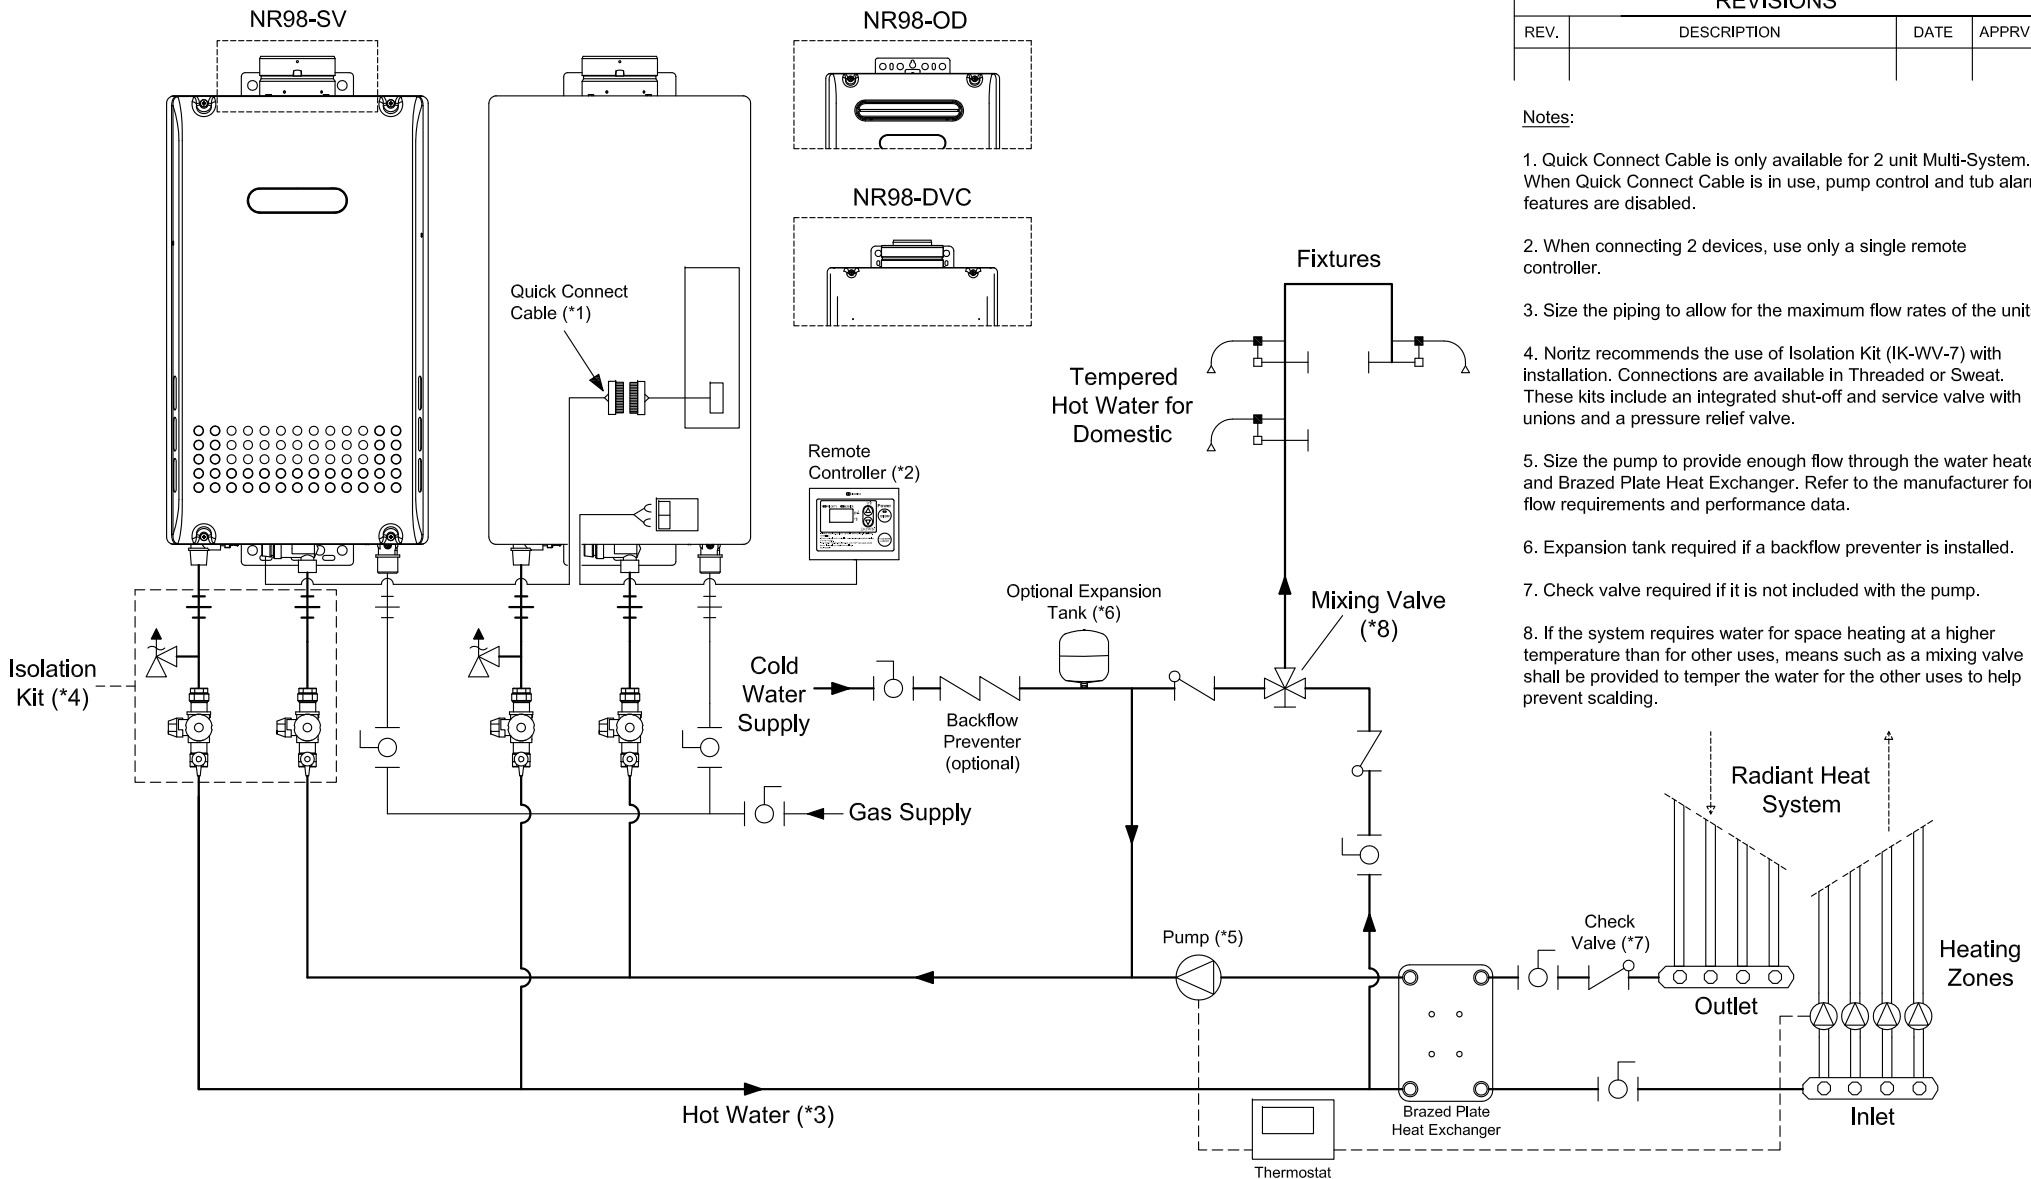 NR98-SV
NR98-OD
NR98-DVC
REVISIONS
REV.
DESCRIPTION
DATE
APPRV
Notes:
1. Quick Connect Cable is only available for 2 unit Multi-System.
When Quick Connect Cable is in use, pump control and tub alar
features are disabled.
2. When connecting 2 devices, use only a single remote
controller.
3. Size the piping to allow for the maximum flow rates of the unit
4. Noritz recommends the use of Isolation Kit (IK-WV-7) with
installation. Connections are available in Threaded or Sweat.
These kits include an integrated shut-off and service valve with
unions and a pressure relief valve.
5. Size the pump to provide enough flow through the water heate
and Brazed Plate Heat Exchanger. Refer to the manufacturer for
flow requirements and performance data.
6. Expansion tank required if a backflow preventer is installed.
7. Check valve required if it is not included with the pump.
8. If the system requires water for space heating at a higher
temperature than for other uses, means such as a mixing valve
shall be provided to temper the water for the other uses to help
prevent scalding.
Quick Connect
Cable (*1)
Remote
Controller (*2)
Fixtures
Tempered
Hot Water for
Domestic
Optional Expansion
Tank (*6)
Mixing Valve
(*8)
Isolation
Kit (*4)
Cold
Water
Supply
Backflow
Preventer
(optional)
Gas Supply
Radiant Heat
System
Pump (*5)
Check
Valve (*7)
Heating
Zones
Outlet
Inlet
Hot Water (*3)
Brazed Plate
Heat Exchanger
Thermostat